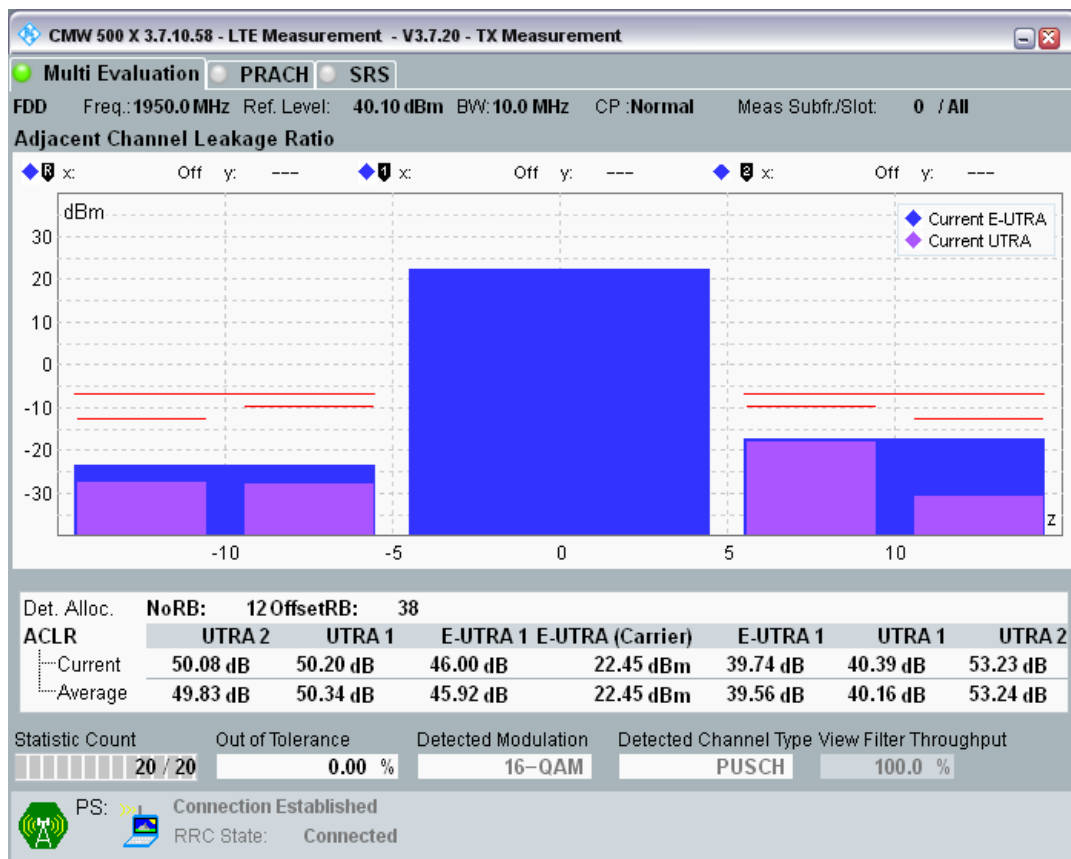 CMW 500 X 3.7.10.58 - LTE Measurement - V3.7.20 - TX Measurement
Multi Evaluation PRACH SRS
FDD Freq.: 1950.0 MHz Ref. Level: 40.10 dBm BW: 10.0 MHz CP :Normal Meas Subfr./Slot: 0 / All
Adjacent Channel Leakage Ratio
R x: Off y: --- 1 x: Off y: --- 2 x: Off y: ---
dBm
Current E-UTRA
Current UTRA
30
20
10
0
-10
-20
-30
z
-10 -5 0 5 10
Det. Alloc. NoRB: 12 OffsetRB: 38
ACLR UTRA 2 UTRA 1 E-UTRA 1 E-UTRA (Carrier) E-UTRA 1 UTRA 1 UTRA 2
Current 50.08 dB 50.20 dB 46.00 dB 22.45 dBm 39.74 dB 40.39 dB 53.23 dB
Average 49.83 dB 50.34 dB 45.92 dB 22.45 dBm 39.56 dB 40.16 dB 53.24 dB
Statistic Count Out of Tolerance Detected Modulation Detected Channel Type View Filter Throughput
20 / 20 0.00 % 16-QAM PUSCH 100.0 %
PS: Connection Established
RRC State: Connected